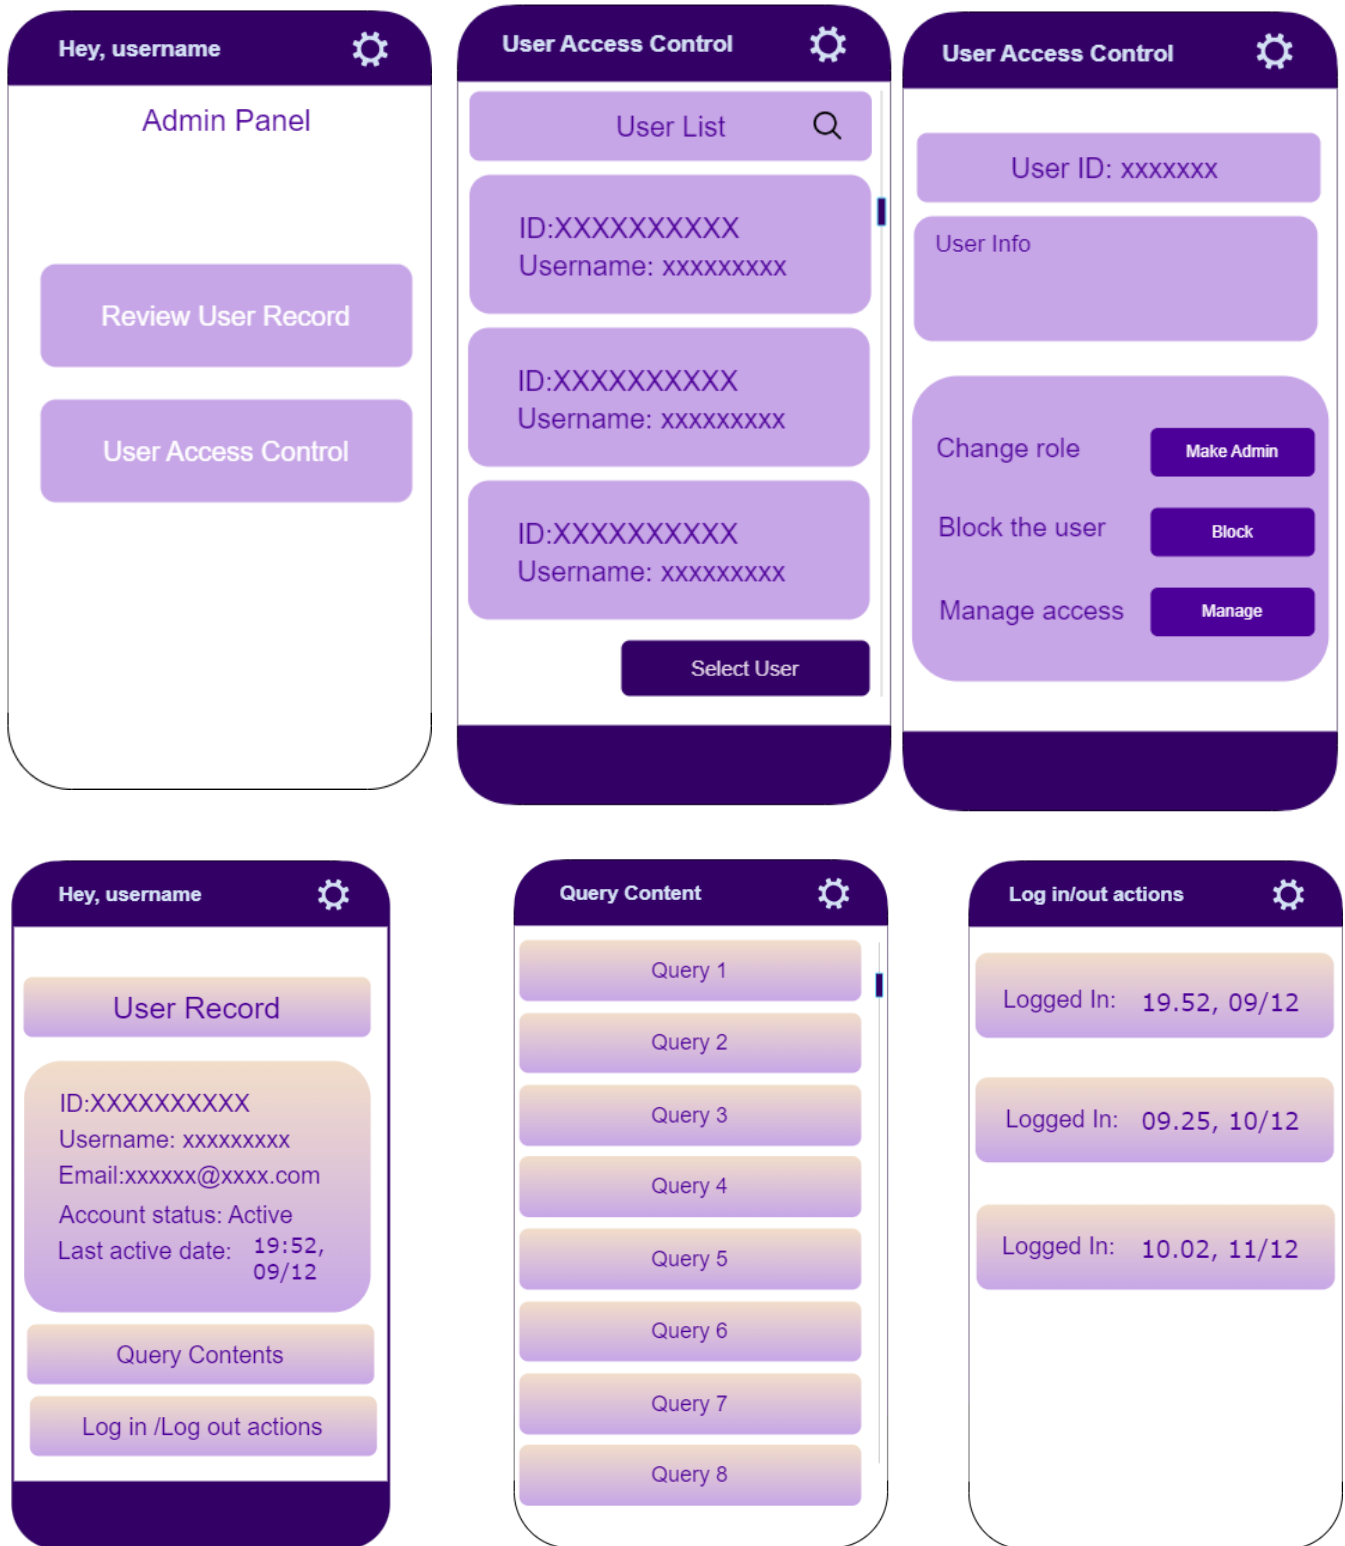 Hey, username
Admin Panel
Review User Record
User Access Control
User Access Control
User List
ID:XXXXXXXXXX
Username: xxxxxxxxx
ID:XXXXXXXXXX
Username: xxxxxxxxx
ID:XXXXXXXXXX
Username: xxxxxxxxx
Select User
User Access Control
User ID: xxxxxxx
User Info
Change role
Make Admin
Block the user
Block
Manage access
Manage
Hey, username
User Record
ID:XXXXXXXXXX
Username: xxxxxxxxx
Email:xxxxxx@xxxx.com
Account status: Active
Last active date: 19:52,
09/12
Query Contents
Log in /Log out actions
Query Content
Query 1
Query 2
Query 3
Query 4
Query 5
Query 6
Query 7
Query 8
Log in/out actions
Logged In: 19.52, 09/12
Logged In: 09.25, 10/12
Logged In: 10.02, 11/12